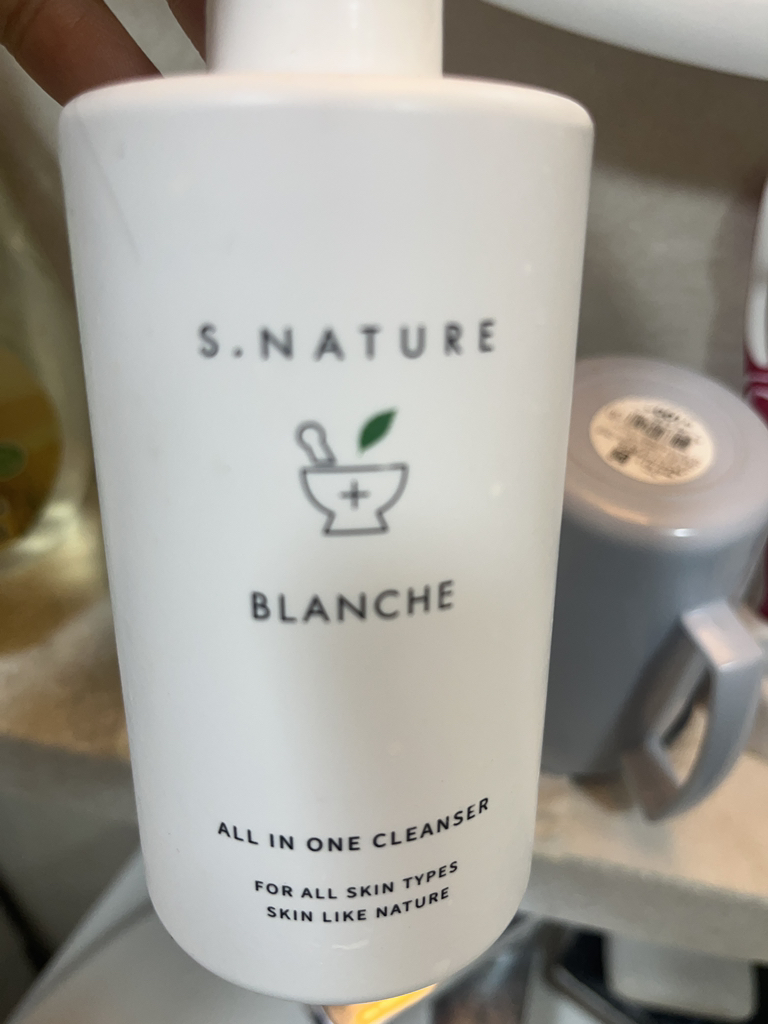 S.NATURE
BLANCHE
ALL IN ONE CLEANSER
FOR ALL SKIN TYPES
SKIN LIKE NATURE